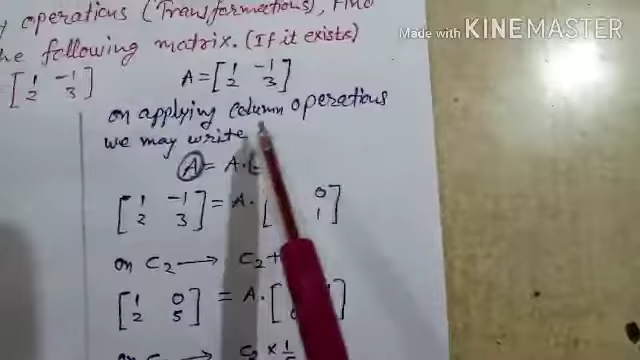 operations (Transformations), Find
following matrix. (If it exists)
[1 -1
2 3]
A = [1 -1
2 3]
on applying column operations
we may write
A = A.
[1 -1
2 3] = A. [ 0
1]
on C2 → C2 +
[1 0
2 5] = A. [ ]
on
Made with KINEMASTER